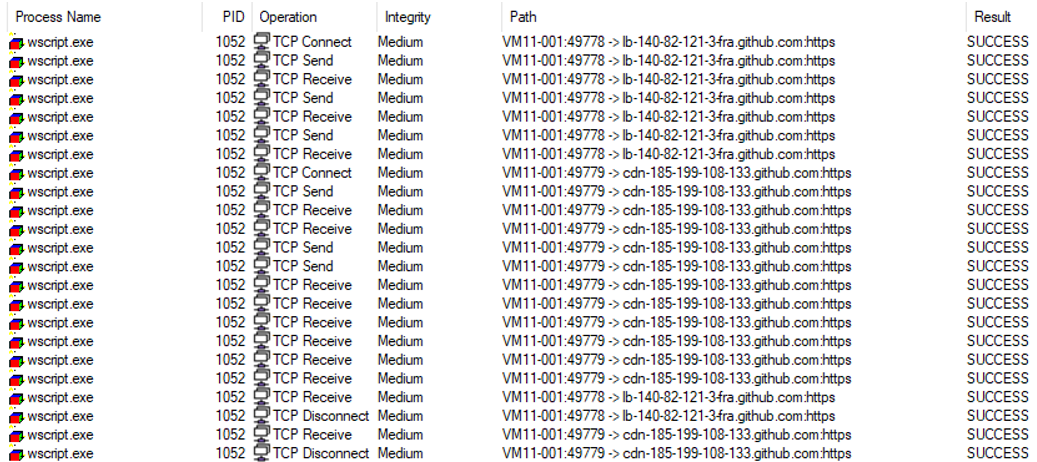 Process Name PID Operation Integrity Path Result
wscript.exe 1052 TCP Connect Medium VM11-001:49778 -> lb-140-82-121-3-fra.github.com:https SUCCESS
wscript.exe 1052 TCP Send Medium VM11-001:49778 -> lb-140-82-121-3-fra.github.com:https SUCCESS
wscript.exe 1052 TCP Receive Medium VM11-001:49778 -> lb-140-82-121-3-fra.github.com:https SUCCESS
wscript.exe 1052 TCP Send Medium VM11-001:49778 -> lb-140-82-121-3-fra.github.com:https SUCCESS
wscript.exe 1052 TCP Receive Medium VM11-001:49778 -> lb-140-82-121-3-fra.github.com:https SUCCESS
wscript.exe 1052 TCP Send Medium VM11-001:49778 -> lb-140-82-121-3-fra.github.com:https SUCCESS
wscript.exe 1052 TCP Receive Medium VM11-001:49778 -> lb-140-82-121-3-fra.github.com:https SUCCESS
wscript.exe 1052 TCP Connect Medium VM11-001:49779 -> cdn-185-199-108-133.github.com:https SUCCESS
wscript.exe 1052 TCP Send Medium VM11-001:49779 -> cdn-185-199-108-133.github.com:https SUCCESS
wscript.exe 1052 TCP Receive Medium VM11-001:49779 -> cdn-185-199-108-133.github.com:https SUCCESS
wscript.exe 1052 TCP Receive Medium VM11-001:49779 -> cdn-185-199-108-133.github.com:https SUCCESS
wscript.exe 1052 TCP Send Medium VM11-001:49779 -> cdn-185-199-108-133.github.com:https SUCCESS
wscript.exe 1052 TCP Send Medium VM11-001:49779 -> cdn-185-199-108-133.github.com:https SUCCESS
wscript.exe 1052 TCP Receive Medium VM11-001:49779 -> cdn-185-199-108-133.github.com:https SUCCESS
wscript.exe 1052 TCP Receive Medium VM11-001:49779 -> cdn-185-199-108-133.github.com:https SUCCESS
wscript.exe 1052 TCP Receive Medium VM11-001:49779 -> cdn-185-199-108-133.github.com:https SUCCESS
wscript.exe 1052 TCP Receive Medium VM11-001:49779 -> cdn-185-199-108-133.github.com:https SUCCESS
wscript.exe 1052 TCP Receive Medium VM11-001:49779 -> cdn-185-199-108-133.github.com:https SUCCESS
wscript.exe 1052 TCP Receive Medium VM11-001:49779 -> cdn-185-199-108-133.github.com:https SUCCESS
wscript.exe 1052 TCP Receive Medium VM11-001:49778 -> lb-140-82-121-3-fra.github.com:https SUCCESS
wscript.exe 1052 TCP Disconnect Medium VM11-001:49778 -> lb-140-82-121-3-fra.github.com:https SUCCESS
wscript.exe 1052 TCP Receive Medium VM11-001:49779 -> cdn-185-199-108-133.github.com:https SUCCESS
wscript.exe 1052 TCP Disconnect Medium VM11-001:49779 -> cdn-185-199-108-133.github.com:https SUCCESS